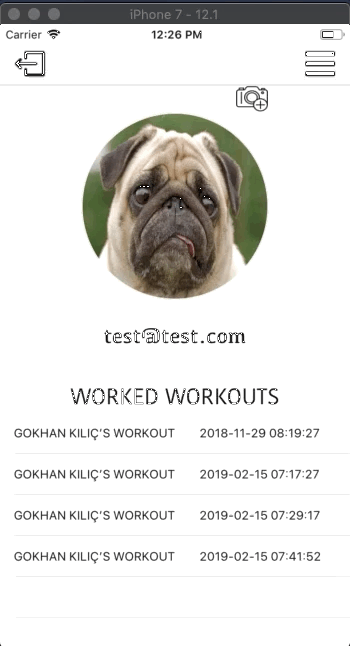 iPhone 7 - 12.1
Carrier 12:26 PM
test@test.com
WORKED WORKOUTS
GOKHAN KILIÇ'S WORKOUT 2018-11-29 08:19:27
GOKHAN KILIÇ'S WORKOUT 2019-02-15 07:17:27
GOKHAN KILIÇ'S WORKOUT 2019-02-15 07:29:17
GOKHAN KILIÇ'S WORKOUT 2019-02-15 07:41:52